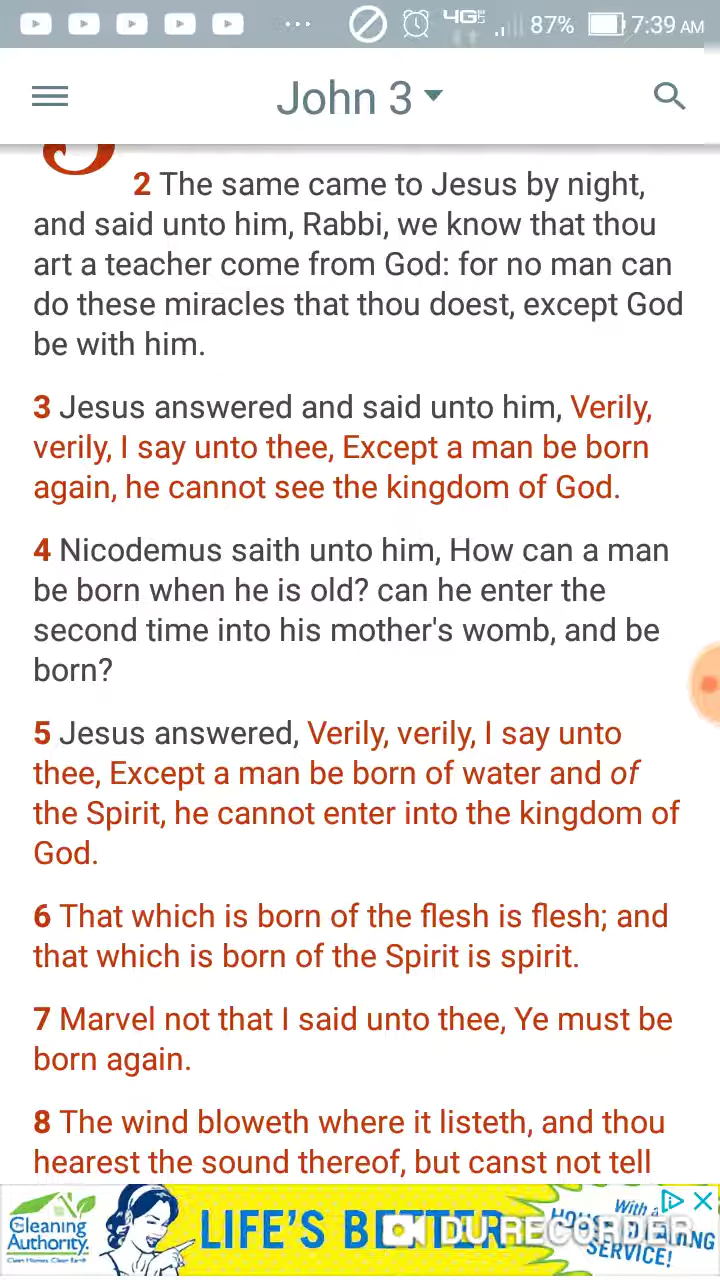 4GE 87% 7:39 AM
John 3
2 The same came to Jesus by night,
and said unto him, Rabbi, we know that thou
art a teacher come from God: for no man can
do these miracles that thou doest, except God
be with him.
3 Jesus answered and said unto him, Verily,
verily, I say unto thee, Except a man be born
again, he cannot see the kingdom of God.
4 Nicodemus saith unto him, How can a man
be born when he is old? can he enter the
second time into his mother's womb, and be
born?
5 Jesus answered, Verily, verily, I say unto
thee, Except a man be born of water and of
the Spirit, he cannot enter into the kingdom of
God.
6 That which is born of the flesh is flesh; and
that which is born of the Spirit is spirit.
7 Marvel not that I said unto thee, Ye must be
born again.
8 The wind bloweth where it listeth, and thou
hearest the sound thereof, but canst not tell
Cleaning
Authority.
Clean Homes. Clean Earth
LIFE'S
DU RECORDER
With a
SERVICE!